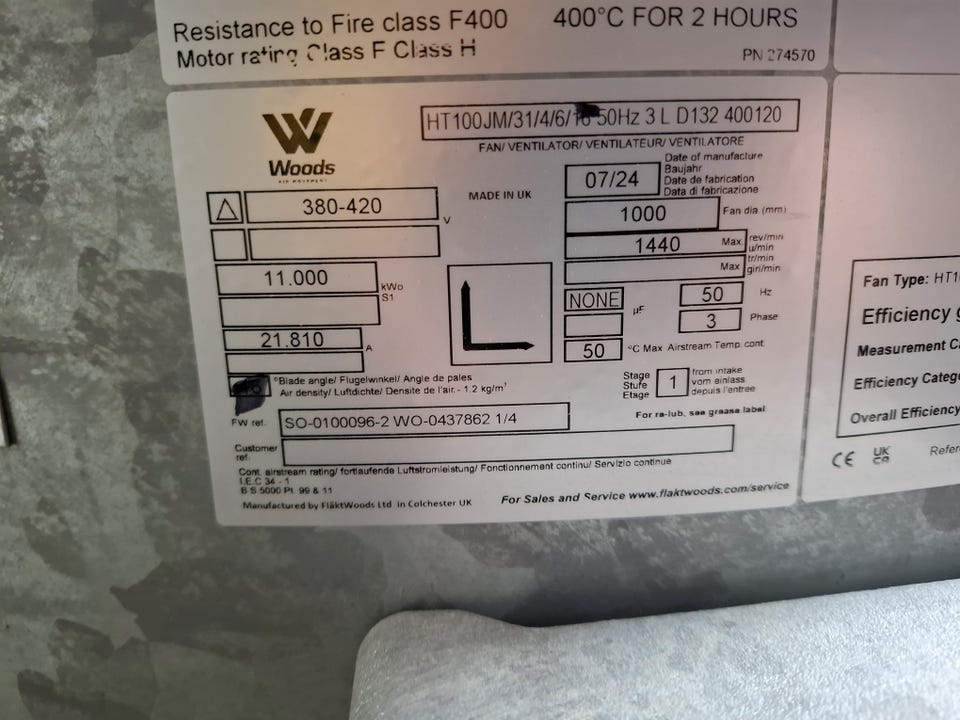 Resistance to Fire class F400 400°C FOR 2 HOURS
Motor rating Class F Class H
PN 274570
Woods
AIR MOVEMENT
HT100JM/31/4/6/ 50Hz 3 L D132 400120
FAN/ VENTILATOR/ VENTILATEUR/ VENTILATORE
MADE IN UK
07/24
Date of manufacture
Baujahr
Date de fabrication
Data di fabricazione
380-420 V
1000 Fan dia (mm)
1440 Max rev/min
u/min
Max tr/min
giri/min
11.000 kWo
S1
NONE µF
50 Hz
3 Phase
21.810 A
50 °C Max Airstream Temp cont.
°Blade angle/ Flugelwinkel/ Angle de pales
Air density/ Luftdichte/ Densite de l'air - 1.2 kg/m³
Stage
Stufe
Etage
1
from intake
vom einlass
depuis l'entree
FW ref. SO-0100096-2 WO-0437862 1/4
For re-lub, see grease label
Customer
ref.
Cont. airstream rating/ fortlaufende Luftstromleistung/ Fonctionnement continu/ Servizio continue
I.E.C 34 - 1
B S 5000 Pt. 99 & 11
Manufactured by FläktWoods Ltd in Colchester UK
For Sales and Service www.flaktwoods.com/service
Fan Type: HT10
Efficiency
Measurement Ca
Efficiency Categ
Overall Efficiency
CE UK
CA
Refer